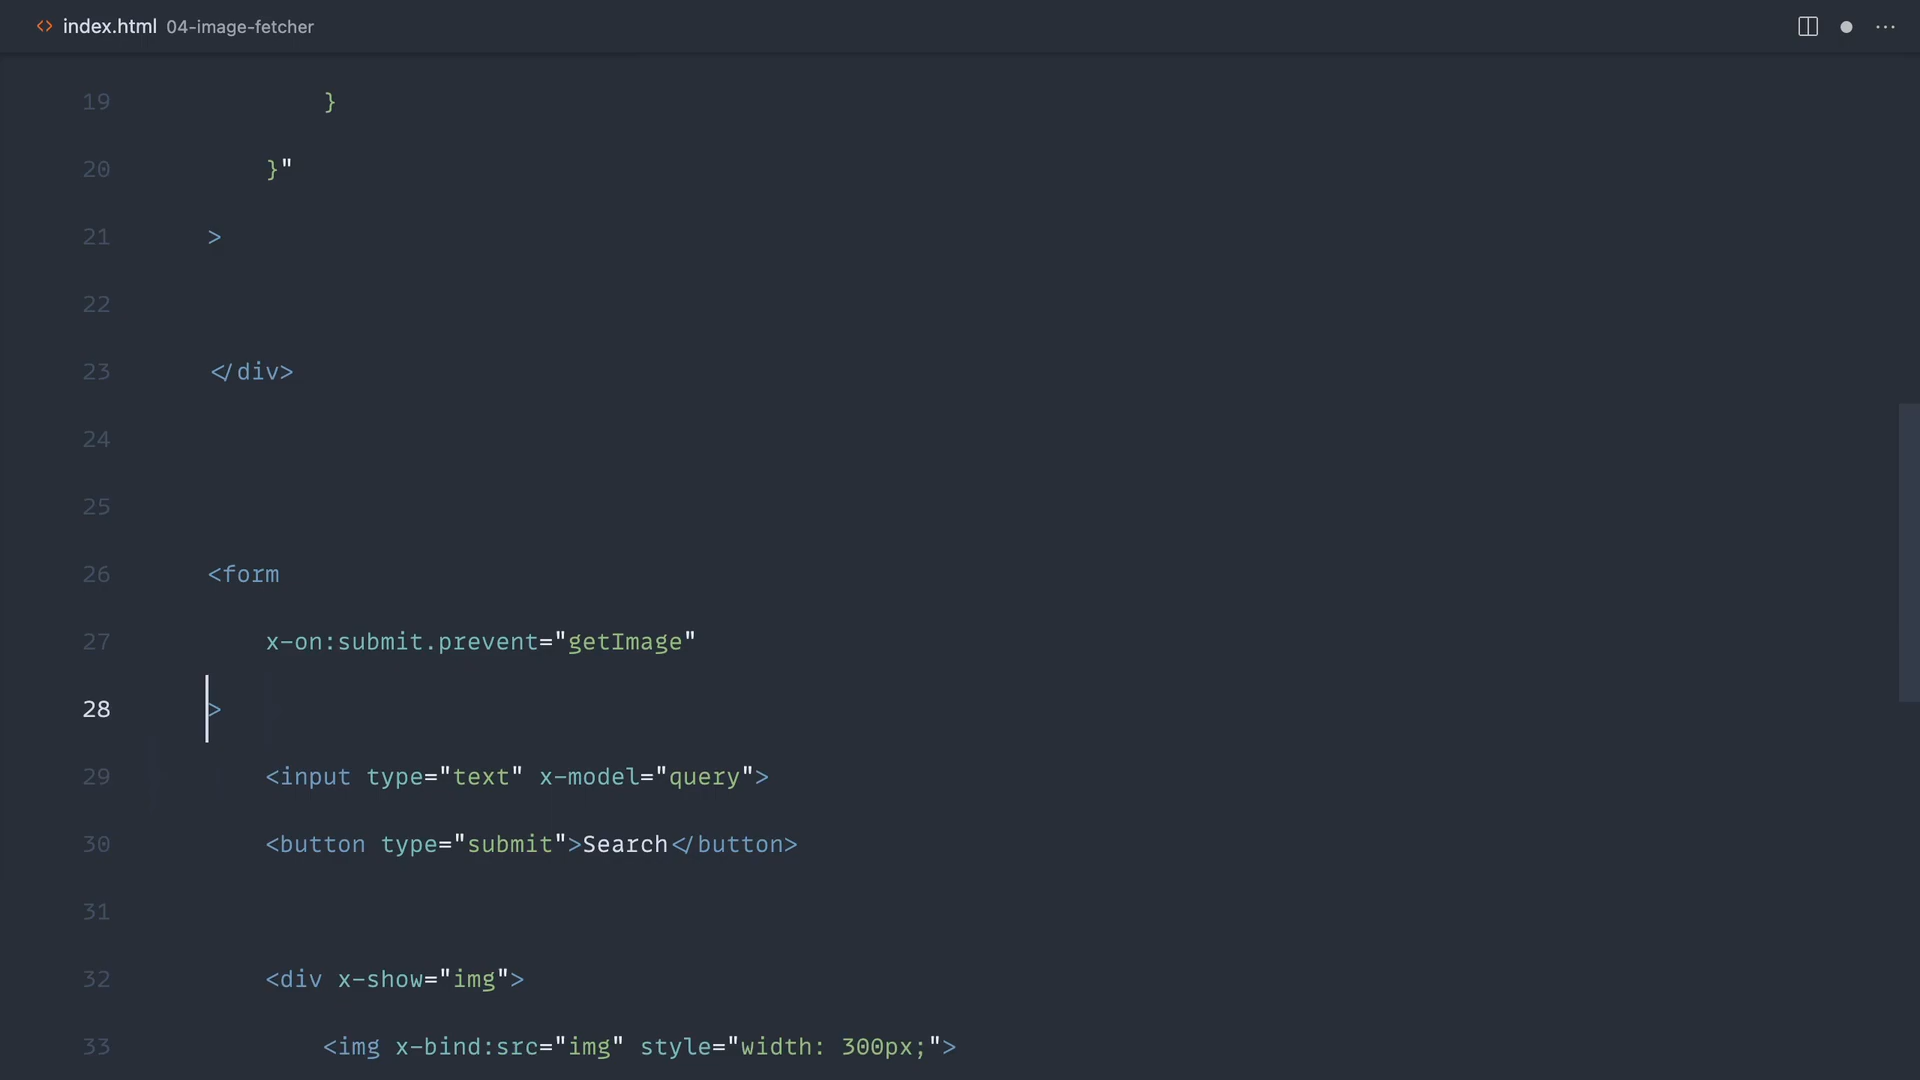 index.html 04-image-fetcher
19 }
20 }"
21 >
22
23 </div>
24
25
26 <form
27 x-on:submit.prevent="getImage"
28 >
29 <input type="text" x-model="query">
30 <button type="submit">Search</button>
31
32 <div x-show="img">
33 <img x-bind:src="img" style="width: 300px;">